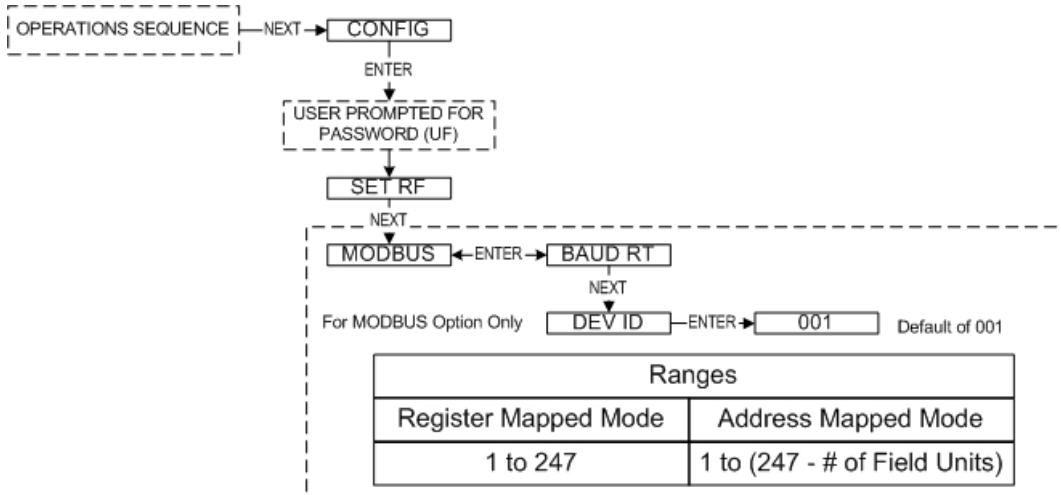 OPERATIONS SEQUENCE
NEXT
CONFIG
ENTER
USER PROMPTED FOR
PASSWORD (UF)
SET RF
NEXT
MODBUS
ENTER
BAUD RT
NEXT
For MODBUS Option Only
DEV ID
ENTER
001
Default of 001
Ranges
Register Mapped Mode
Address Mapped Mode
1 to 247
1 to (247 - # of Field Units)